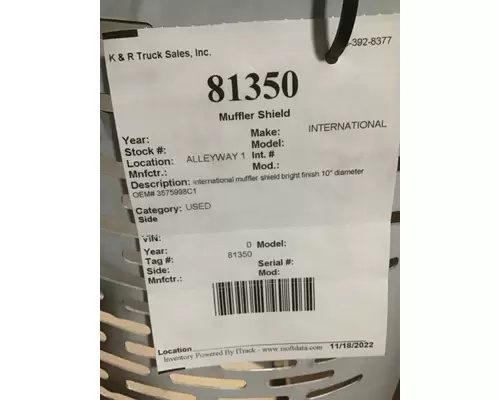 K & R Truck Sales, Inc. -392-8377
81350
Muffler Shield
Year: Make: INTERNATIONAL
Stock #: Model:
Location: ALLEYWAY 1 Int. #
Mnfctr.: Mod.:
Description: international muffler shield bright finish 10" diameter
OEM# 3575998C1
Category: USED
Side
VIN:
Year: 0 Model:
Tag #: 81350
Side: Serial #:
Mnfctr.: Mod:
Location
Inventory Powered By ITrack - www.isoftdata.com 11/18/2022